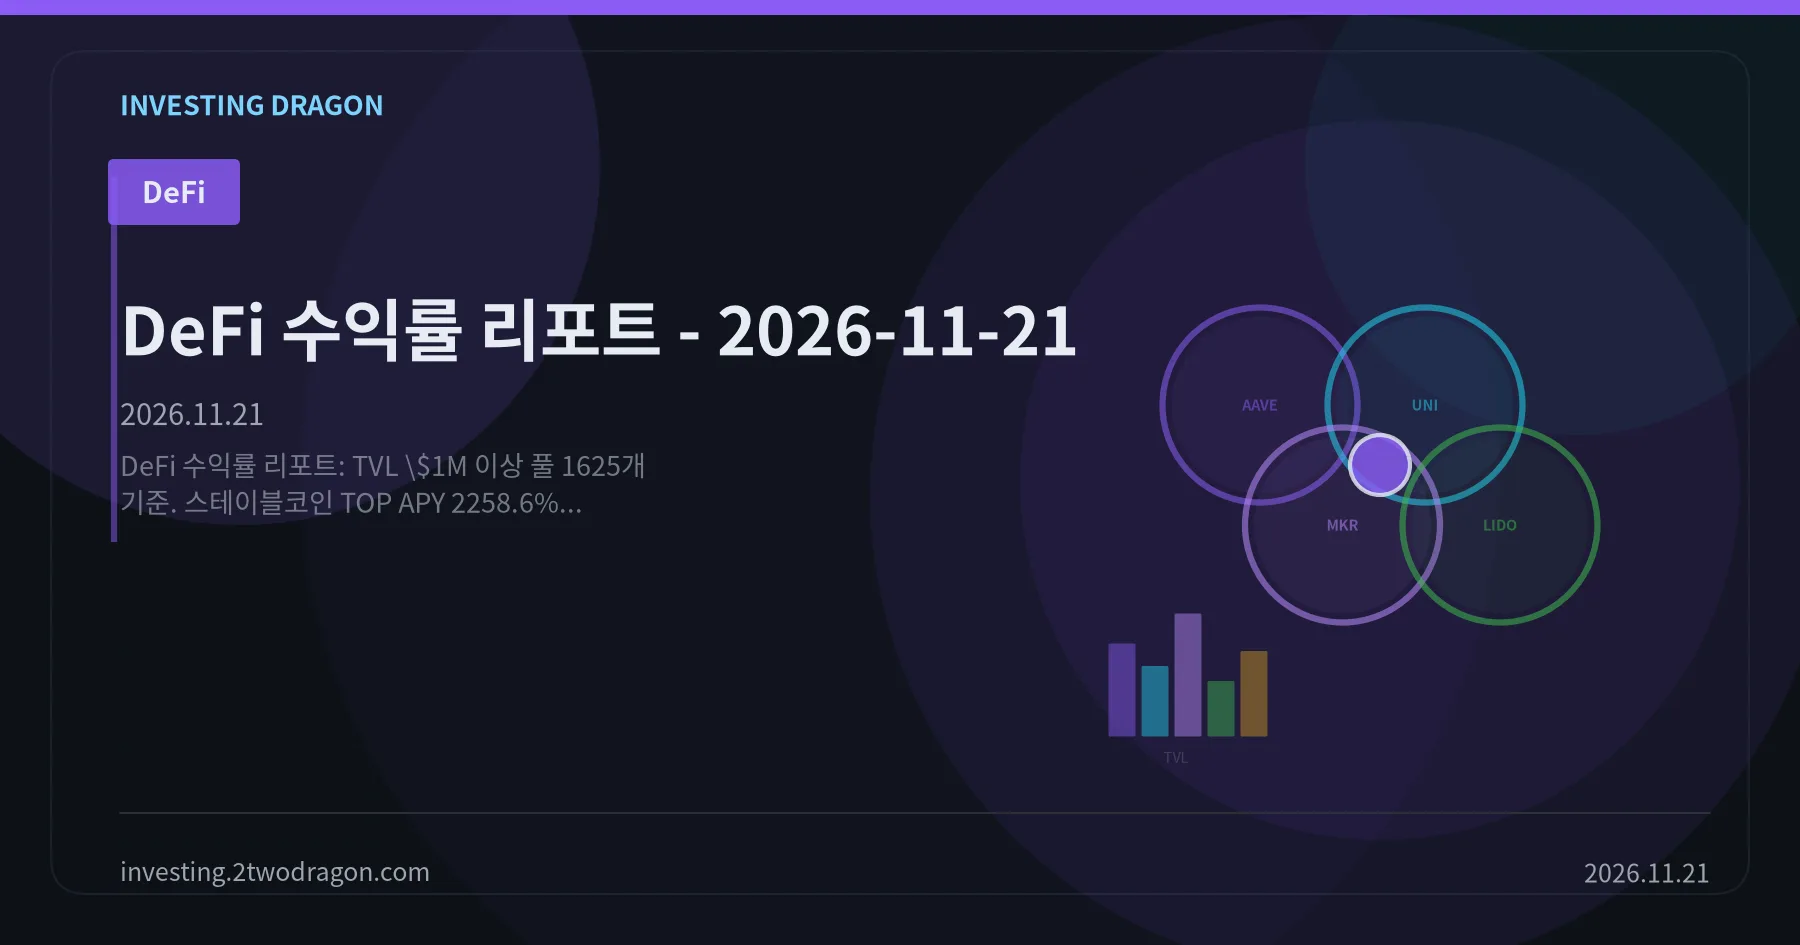 INVESTING DRAGON
DeFi
DeFi 수익률 리포트 - 2026-11-21
2026.11.21
DeFi 수익률 리포트: TVL \$1M 이상 풀 1625개
기준. 스테이블코인 TOP APY 2258.6%...
AAVE
UNI
MKR
LIDO
TVL
investing.2twodragon.com
2026.11.21